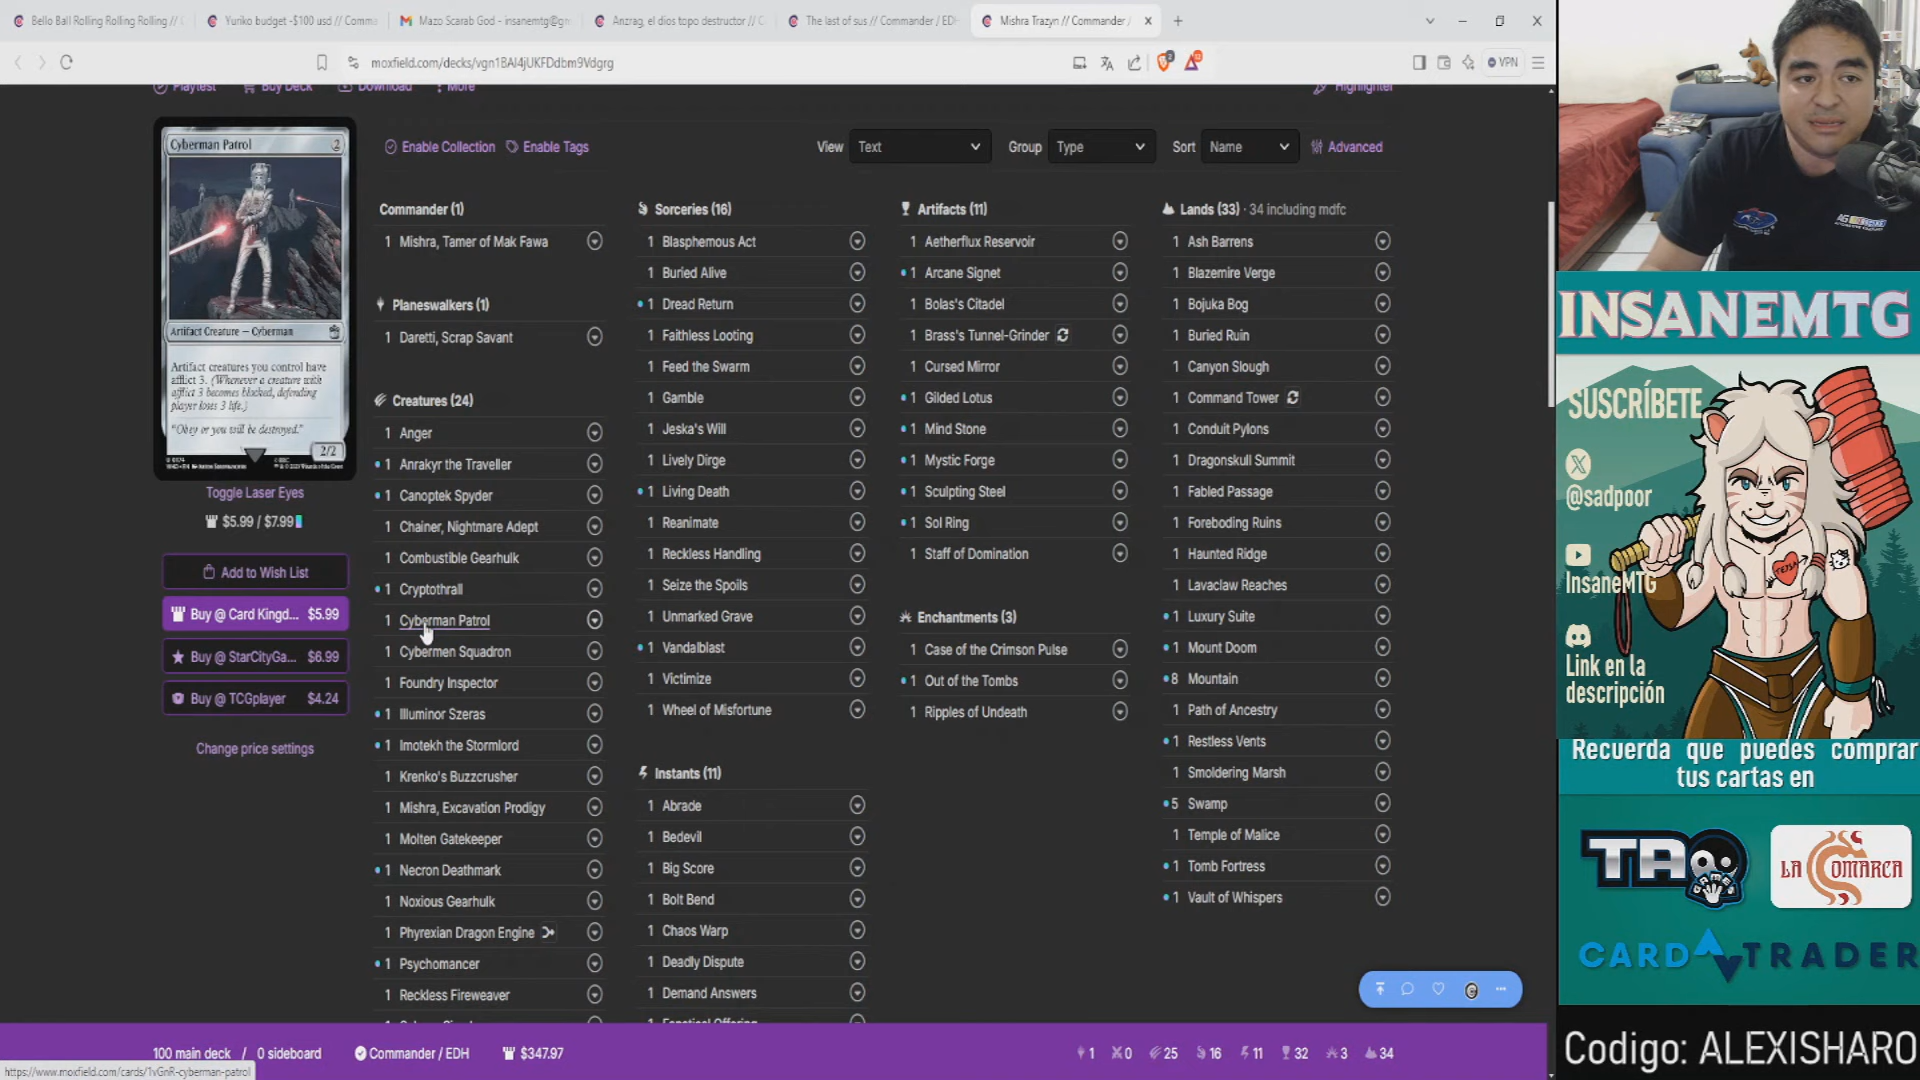 Bello Ball Rolling Rolling Rolling // C
Yuriko budget -$100 usd // Comma
Mazo Scarab God - insanemtg@gm
Anzrag, el dios topo destructor // C
The last of sus // Commander / EDH
Mishra Trazyn // Commander /
moxfield.com/decks/vgn1BAI4jUKFDdbm9Vdgrg
VPN
Playtest
Buy Deck
Download
More
Highlighter
Enable Collection
Enable Tags
View
Text
Group
Type
Sort
Name
Advanced
Cyberman Patrol 2
Artifact Creature — Cyberman
Artifact creatures you control have
afflict 3. (Whenever a creature with
afflict 3 becomes blocked, defending
player loses 3 life.)
"Obey or you will be destroyed."
2/2
Toggle Laser Eyes
$5.99 / $7.99
Add to Wish List
Buy @ Card Kingd... $5.99
Buy @ StarCityGa... $6.99
Buy @ TCGplayer $4.24
Change price settings
Commander (1)
1 Mishra, Tamer of Mak Fawa
Planeswalkers (1)
1 Daretti, Scrap Savant
Creatures (24)
1 Anger
1 Anrakyr the Traveller
1 Canoptek Spyder
1 Chainer, Nightmare Adept
1 Combustible Gearhulk
1 Cryptothrall
1 Cyberman Patrol
1 Cybermen Squadron
1 Foundry Inspector
1 Illuminor Szeras
1 Imotekh the Stormlord
1 Krenko's Buzzcrusher
1 Mishra, Excavation Prodigy
1 Molten Gatekeeper
1 Necron Deathmark
1 Noxious Gearhulk
1 Phyrexian Dragon Engine
1 Psychomancer
1 Reckless Fireweaver
Sorceries (16)
1 Blasphemous Act
1 Buried Alive
1 Dread Return
1 Faithless Looting
1 Feed the Swarm
1 Gamble
1 Jeska's Will
1 Lively Dirge
1 Living Death
1 Reanimate
1 Reckless Handling
1 Seize the Spoils
1 Unmarked Grave
1 Vandalblast
1 Victimize
1 Wheel of Misfortune
Instants (11)
1 Abrade
1 Bedevil
1 Big Score
1 Bolt Bend
1 Chaos Warp
1 Deadly Dispute
1 Demand Answers
1 Fanatical Offering
Artifacts (11)
1 Aetherflux Reservoir
1 Arcane Signet
1 Bolas's Citadel
1 Brass's Tunnel-Grinder
1 Cursed Mirror
1 Gilded Lotus
1 Mind Stone
1 Mystic Forge
1 Sculpting Steel
1 Sol Ring
1 Staff of Domination
Enchantments (3)
1 Case of the Crimson Pulse
1 Out of the Tombs
1 Ripples of Undeath
Lands (33) · 34 including mdfc
1 Ash Barrens
1 Blazemire Verge
1 Bojuka Bog
1 Buried Ruin
1 Canyon Slough
1 Command Tower
1 Conduit Pylons
1 Dragonskull Summit
1 Fabled Passage
1 Foreboding Ruins
1 Haunted Ridge
1 Lavaclaw Reaches
1 Luxury Suite
1 Mount Doom
8 Mountain
1 Path of Ancestry
1 Restless Vents
1 Smoldering Marsh
5 Swamp
1 Temple of Malice
1 Tomb Fortress
1 Vault of Whispers
100 main deck / 0 sideboard
Commander / EDH
$347.97
1 0 25 16 11 32 3 34
https://www.moxfield.com/cards/1vGnR-cyberman-patrol
INSANEMTG
SUSCRÍBETE
@sadpoor
InsaneMTG
Link en la
descripción
Recuerda que puedes comprar
tus cartas en
TAO
GAMES
LA COMARCA
CARD TRADER
Codigo: ALEXISHARO